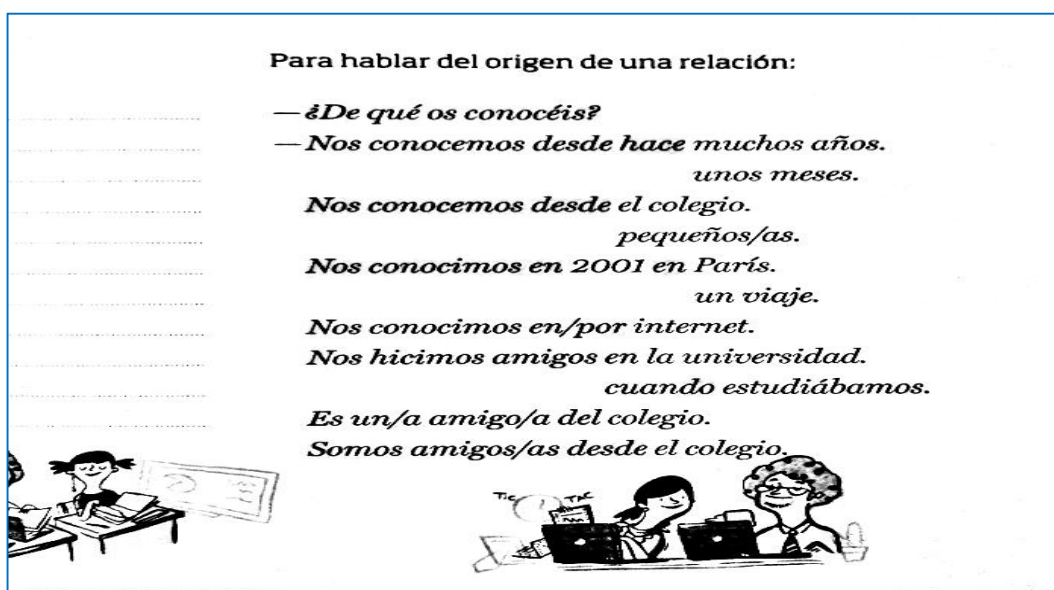 Para hablar del origen de una relación:
— ¿De qué os conocéis?
— Nos conocemos desde hace muchos años.
unos meses.
Nos conocemos desde el colegio.
pequeños/as.
Nos conocimos en 2001 en París.
un viaje.
Nos conocimos en/por internet.
Nos hicimos amigos en la universidad.
cuando estudiábamos.
Es un/a amigo/a del colegio.
Somos amigos/as desde el colegio.
TIC TAC